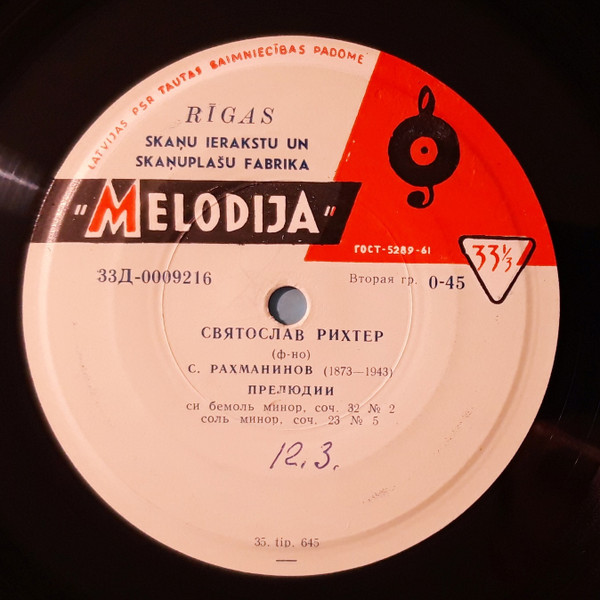 LATVIJAS PSR TAUTAS SAIMNIECĪBAS PADOME
RĪGAS
SKAŅU IERAKSTU UN
SKAŅUPLAŠU FABRIKA
"MELODIJA"
ГОСТ-5289-61
33⅓
33Д-0009216
Вторая гр. 0-45
СВЯТОСЛАВ РИХТЕР
(ф-но)
С. РАХМАНИНОВ (1873—1943)
ПРЕЛЮДИИ
си бемоль минор, соч. 32 № 2
соль минор, соч. 23 № 5
12.3.
35. tip. 645